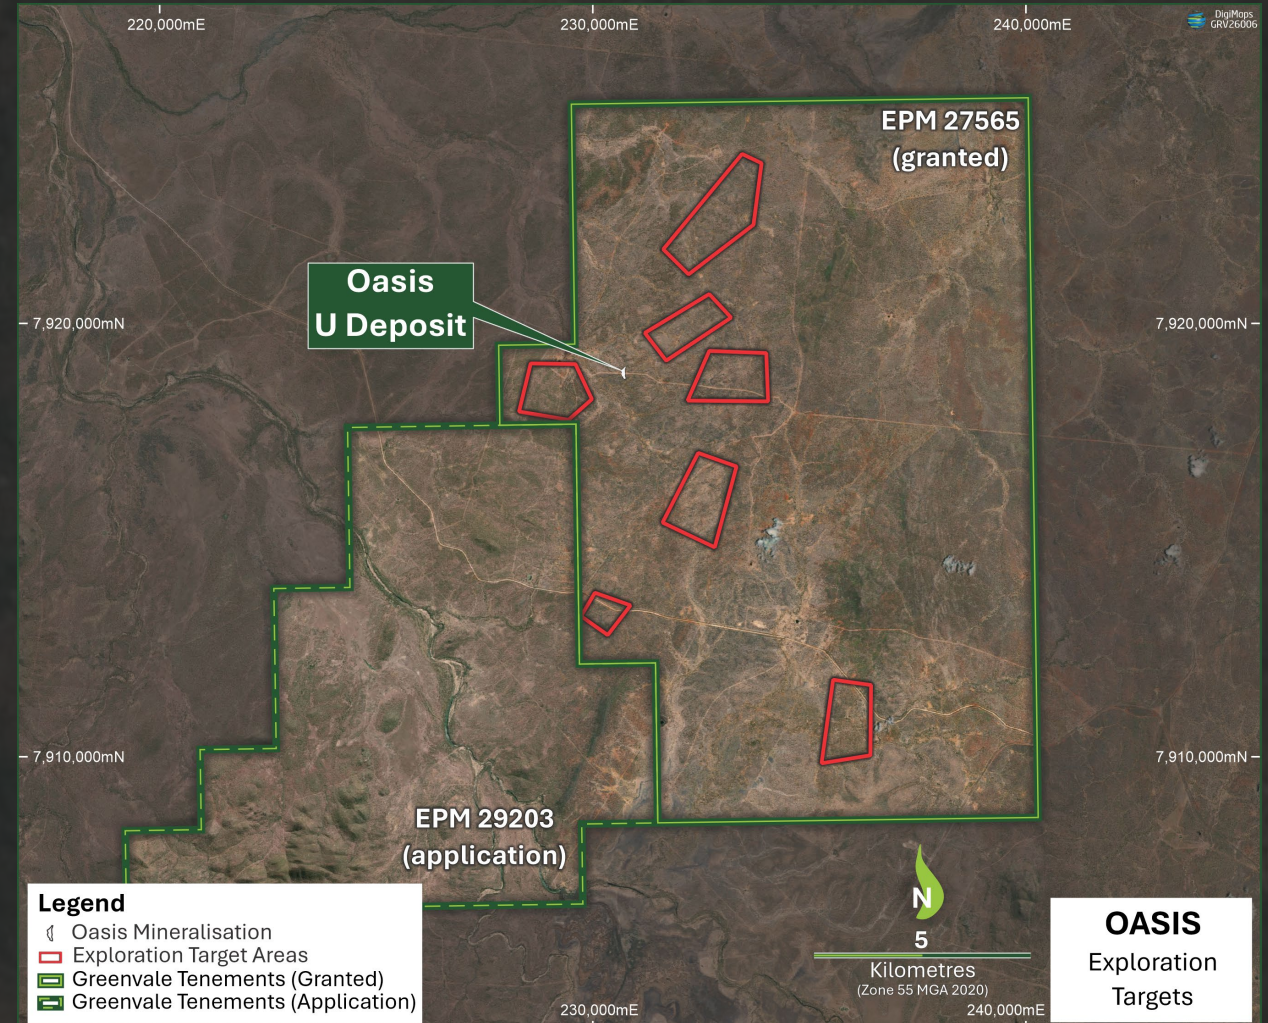 220,000mE
230,000mE
240,000mE
DigiMaps
GRV26006
EPM 27565
(granted)
Oasis
U Deposit
7,920,000mN
7,920,000mN
7,910,000mN
7,910,000mN
EPM 29203
(application)
Legend
Oasis Mineralisation
Exploration Target Areas
Greenvale Tenements (Granted)
Greenvale Tenements (Application)
N
5
Kilometres
(Zone 55 MGA 2020)
OASIS
Exploration
Targets
230,000mE
240,000mE